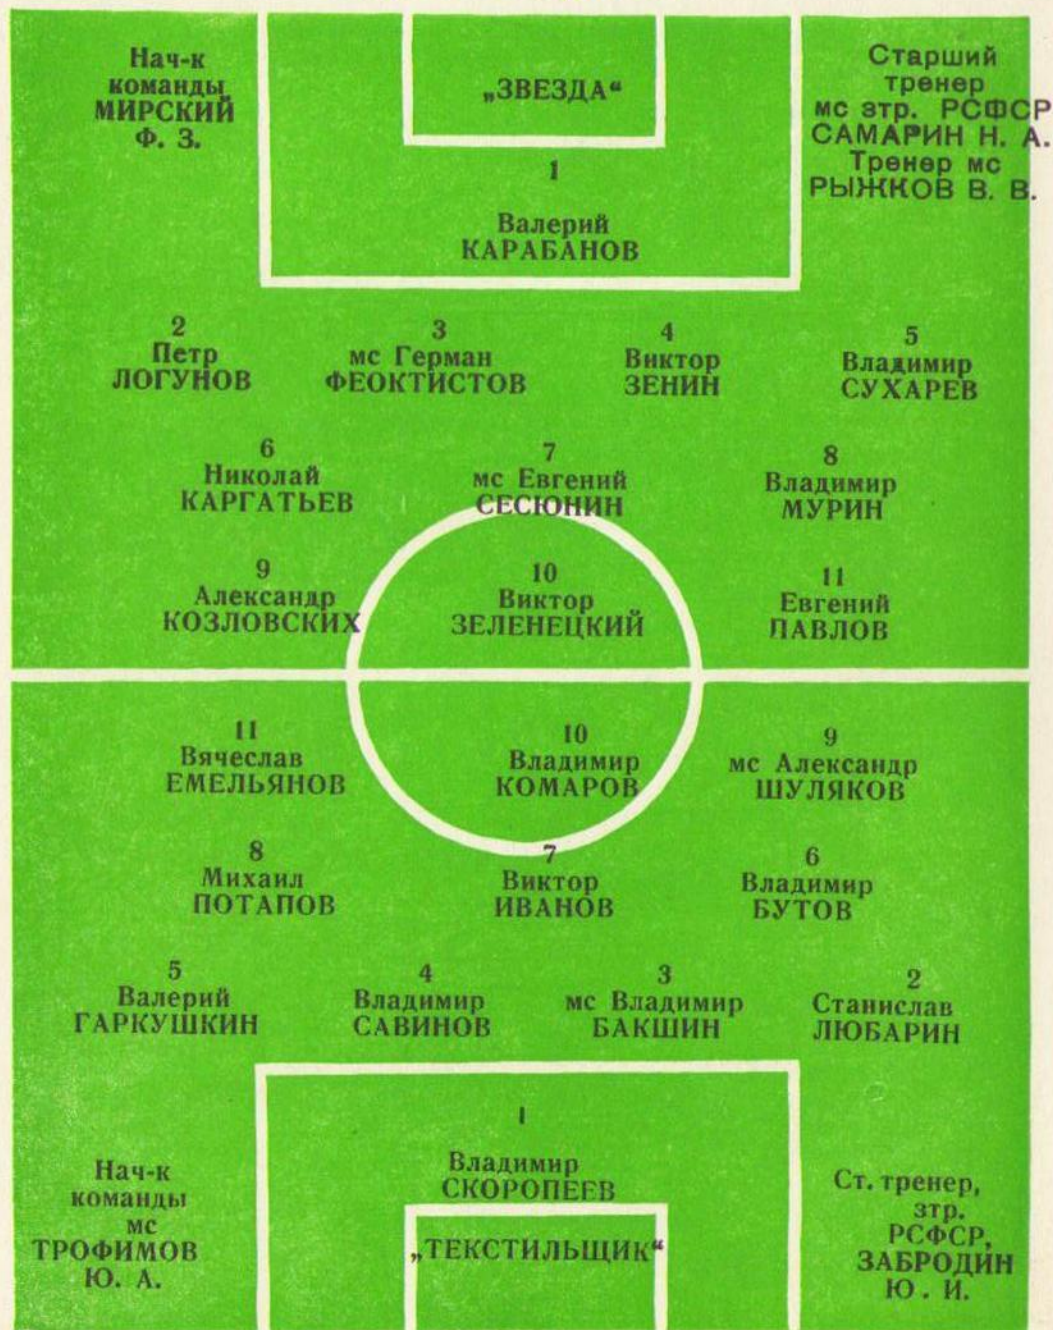 Нач-к
команды
МИРСКИЙ
Ф. З.
„ЗВЕЗДА“
Старший
тренер
мс зтр. РСФСР
САМАРИН Н. А.
Тренер мс
РЫЖКОВ В. В.
1
Валерий
КАРАБАНОВ
2
Петр
ЛОГУНОВ
3
мс Герман
ФЕОКТИСТОВ
4
Виктор
ЗЕНИН
5
Владимир
СУХАРЕВ
6
Николай
КАРГАТЬЕВ
7
мс Евгений
СЕСЮНИН
8
Владимир
МУРИН
9
Александр
КОЗЛОВСКИХ
10
Виктор
ЗЕЛЕНЕЦКИЙ
11
Евгений
ПАВЛОВ
11
Вячеслав
ЕМЕЛЬЯНОВ
10
Владимир
КОМАРОВ
9
мс Александр
ШУЛЯКОВ
8
Михаил
ПОТАПОВ
7
Виктор
ИВАНОВ
6
Владимир
БУТОВ
5
Валерий
ГАРКУШКИН
4
Владимир
САВИНОВ
3
мс Владимир
БАКШИН
2
Станислав
ЛЮБАРИН
1
Владимир
СКОРОПЕЕВ
Нач-к
команды
мс
ТРОФИМОВ
Ю. А.
„ТЕКСТИЛЬЩИК“
Ст. тренер,
зтр.
РСФСР,
ЗАБРОДИН
Ю. И.